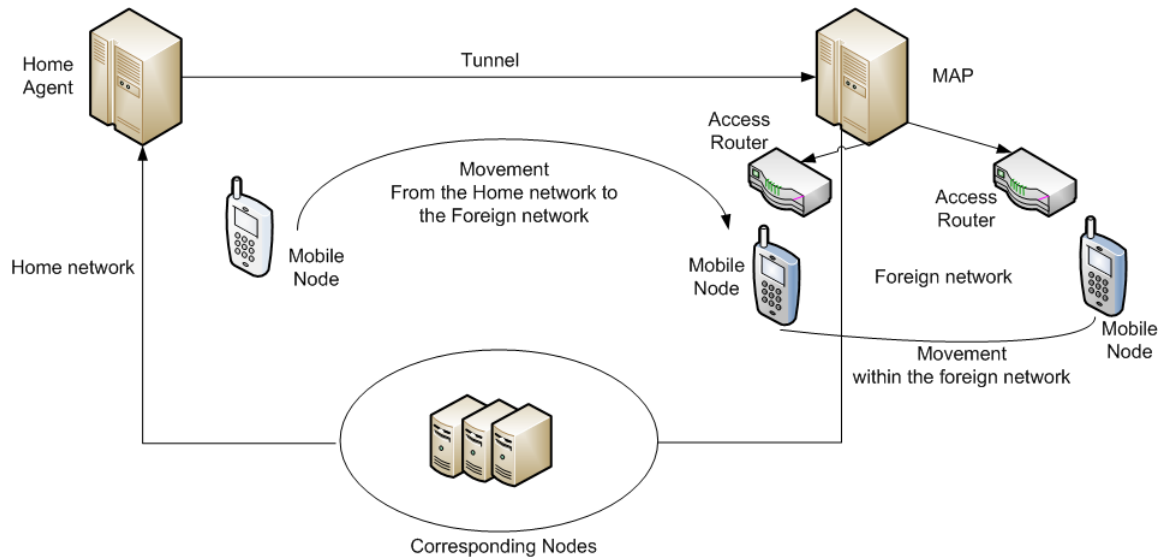 Home
Agent
Tunnel
MAP
Access
Router
Movement
From the Home network to
the Foreign network
Access
Router
Mobile
Node
Home network
Mobile
Node
Foreign network
Mobile
Node
Movement
within the foreign network
Corresponding Nodes